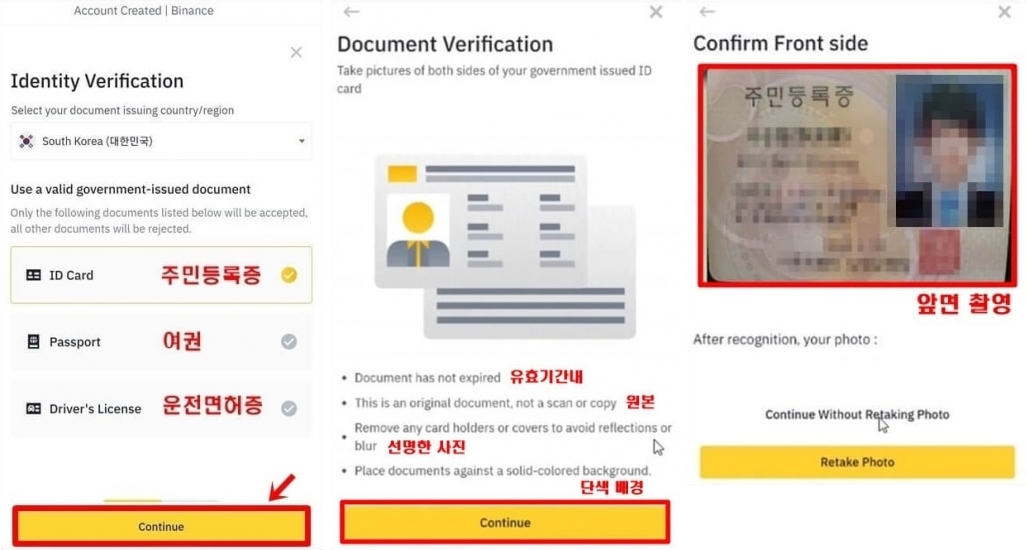 Account Created | Binance
Identity Verification
Select your document issuing country/region
South Korea (대한민국)
Use a valid government-issued document
Only the following documents listed below will be accepted,
all other documents will be rejected.
ID Card 주민등록증
Passport 여권
Driver's License 운전면허증
Continue
Document Verification
Take pictures of both sides of your government issued ID
card
• Document has not expired 유효기간내
• This is an original document, not a scan or copy 원본
• Remove any card holders or covers to avoid reflections or
blur 선명한 사진
• Place documents against a solid-colored background.
단색 배경
Continue
Confirm Front side
주민등록증
앞면 촬영
After recognition, your photo :
Continue Without Retaking Photo
Retake Photo